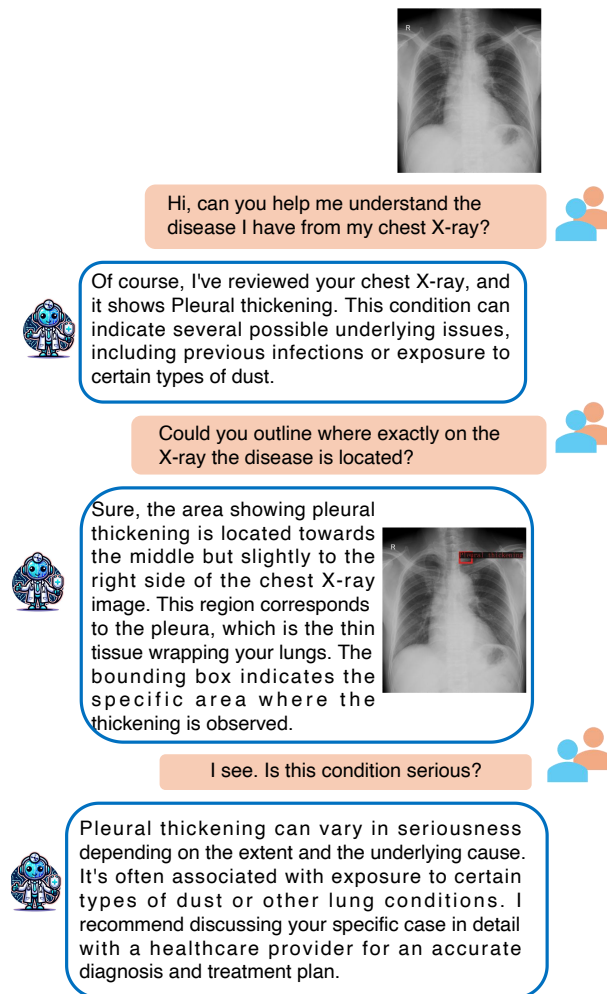 R
Hi, can you help me understand the
disease I have from my chest X-ray?
Of course, I've reviewed your chest X-ray, and
it shows Pleural thickening. This condition can
indicate several possible underlying issues,
including previous infections or exposure to
certain types of dust.
Could you outline where exactly on the
X-ray the disease is located?
Sure, the area showing pleural
thickening is located towards
the middle but slightly to the
right side of the chest X-ray
image. This region corresponds
to the pleura, which is the thin
tissue wrapping your lungs. The
bounding box indicates the
specific area where the
thickening is observed.
R
I see. Is this condition serious?
Pleural thickening can vary in seriousness
depending on the extent and the underlying cause.
It's often associated with exposure to certain
types of dust or other lung conditions. I
recommend discussing your specific case in detail
with a healthcare provider for an accurate
diagnosis and treatment plan.